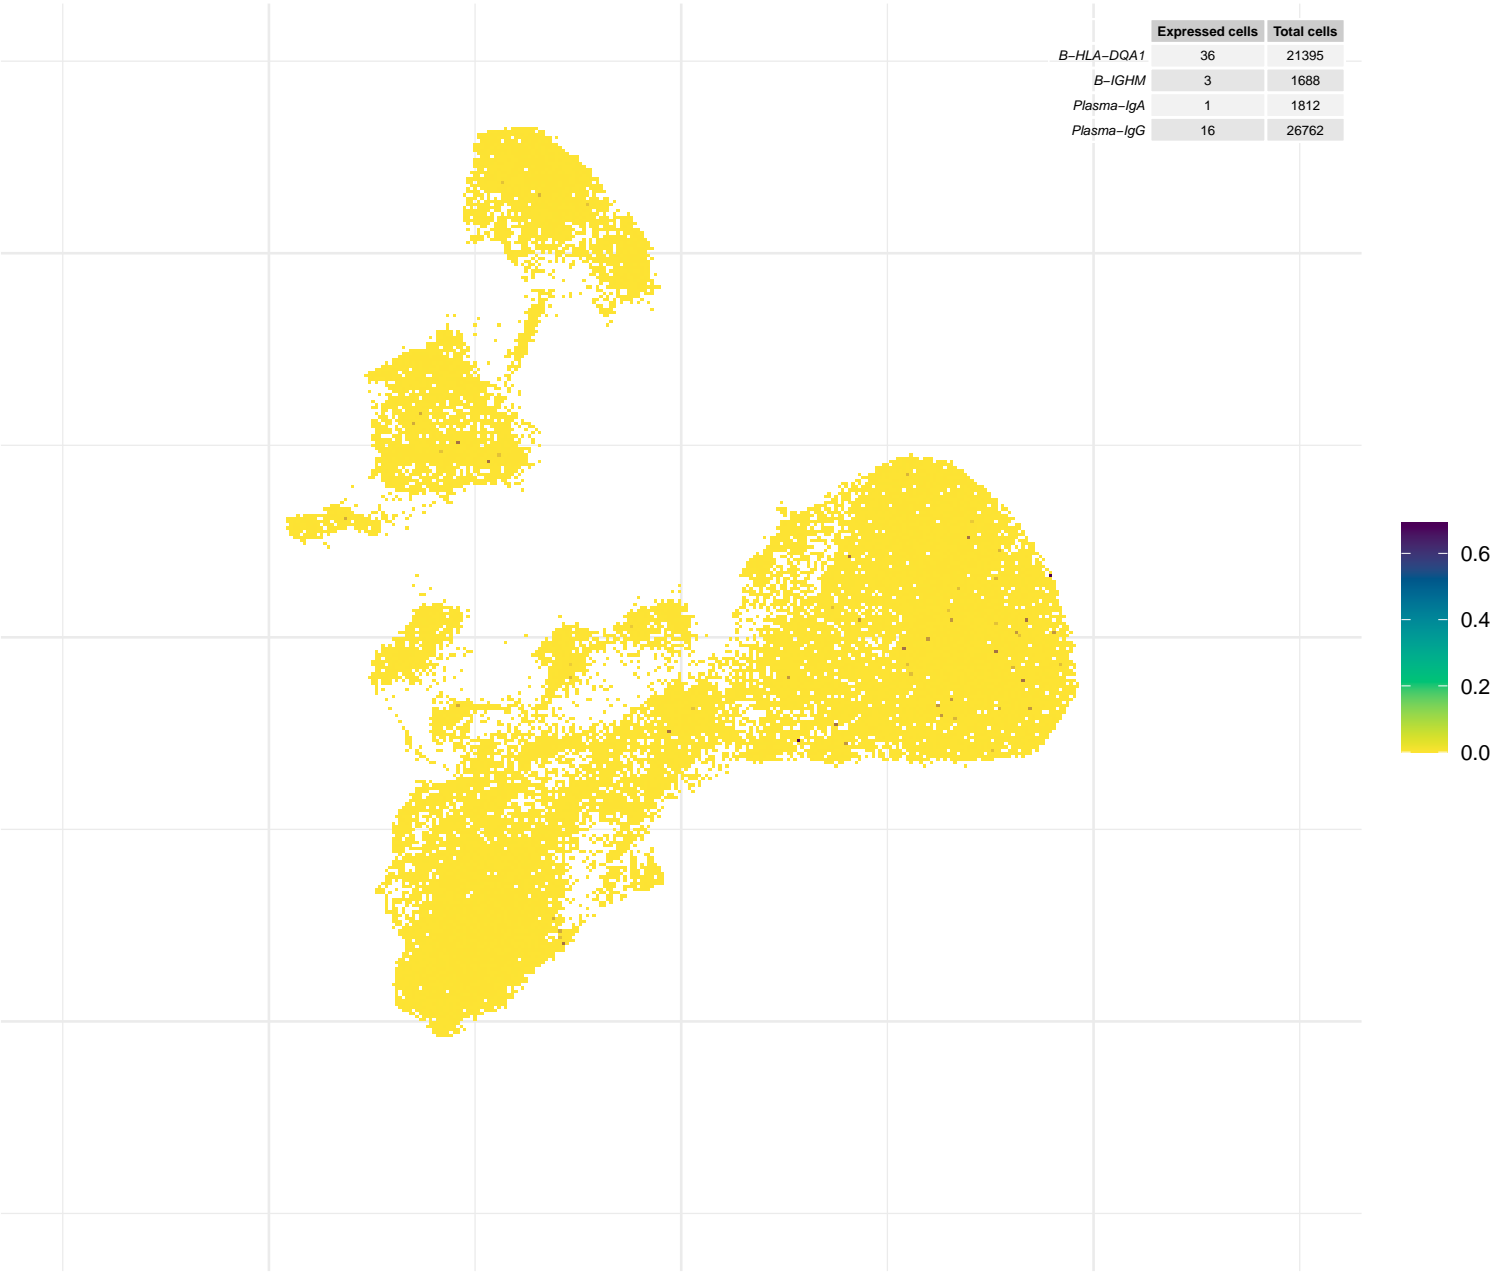 Expressed cells Total cells
B–HLA–DQA1 36 21395
B–IGHM 3 1688
Plasma–IgA 1 1812
Plasma–IgG 16 26762
0.6
0.4
0.2
0.0